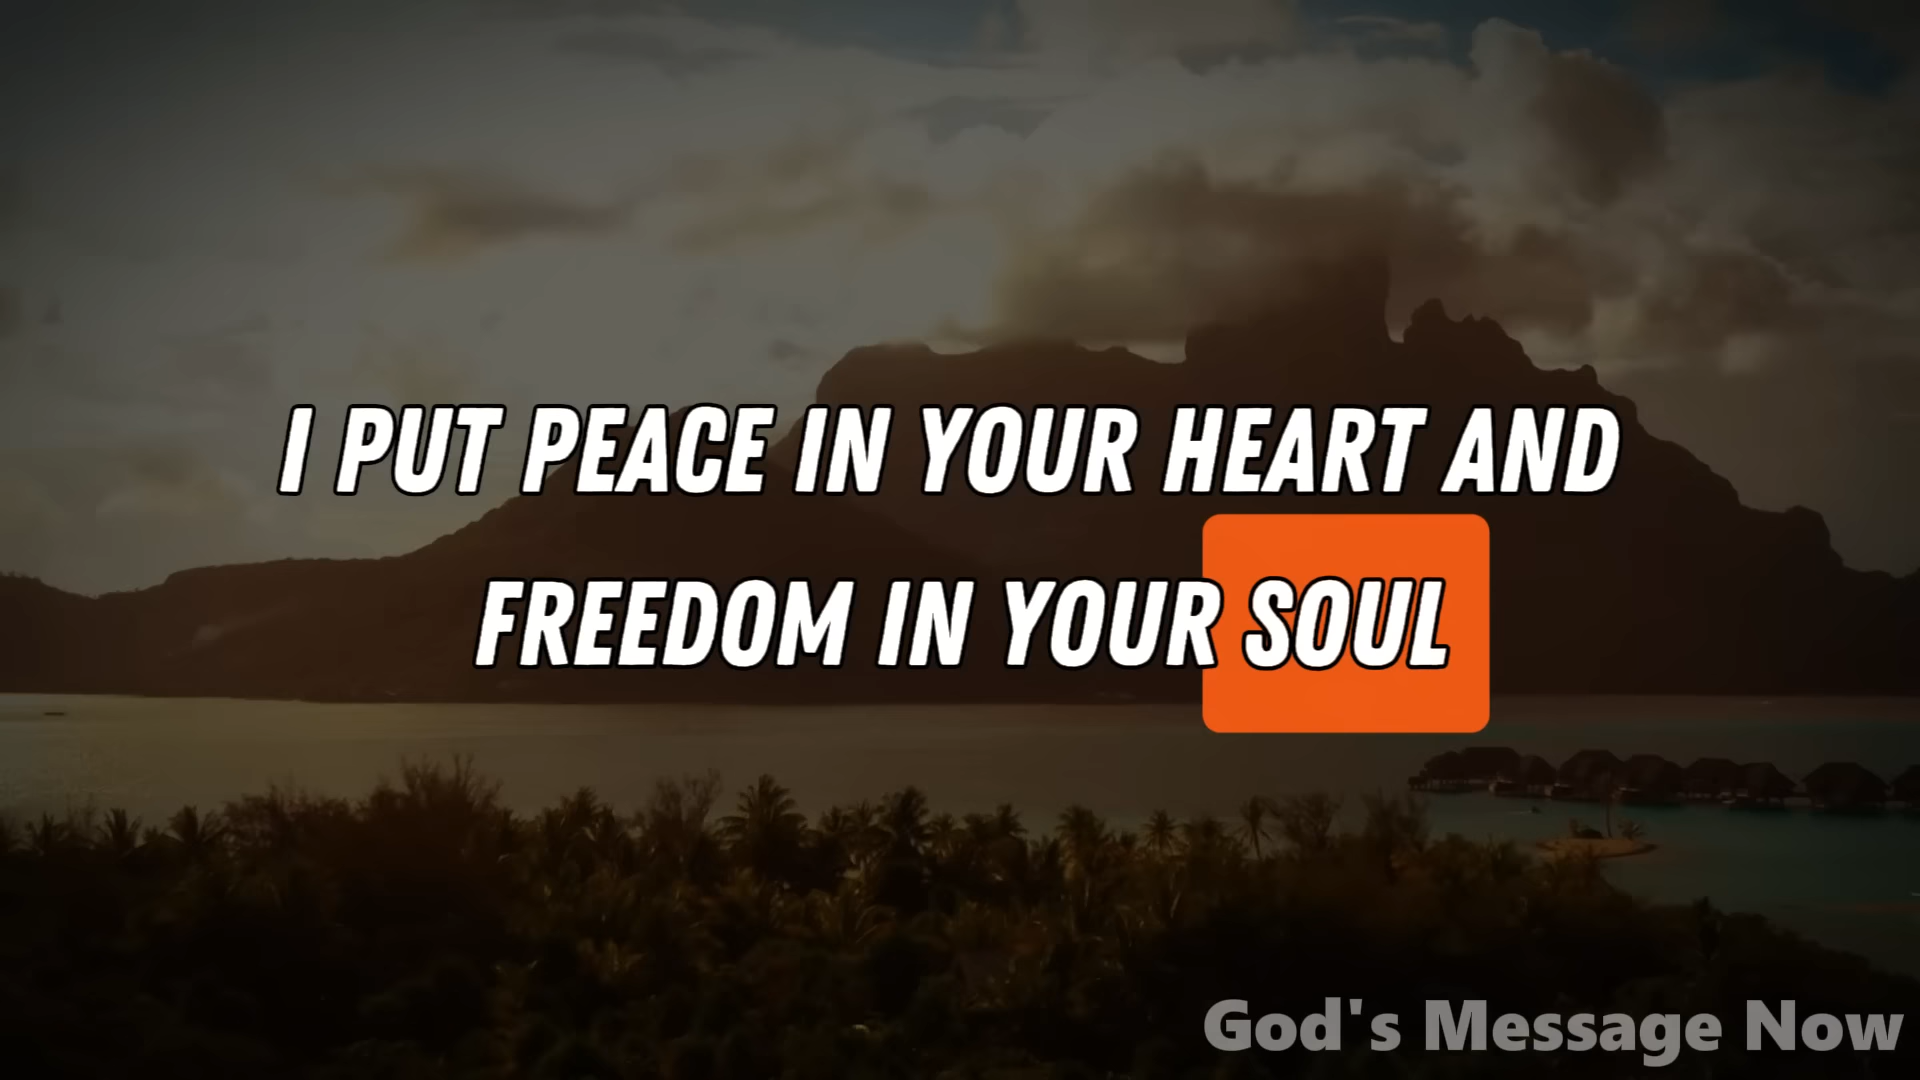 I PUT PEACE IN YOUR HEART AND
FREEDOM IN YOUR SOUL
God's Message Now